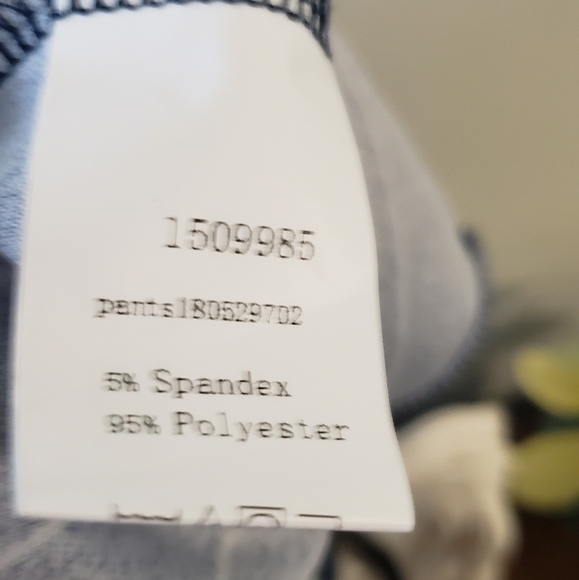 1509985
pants180529702
5% Spandex
95% Polyester